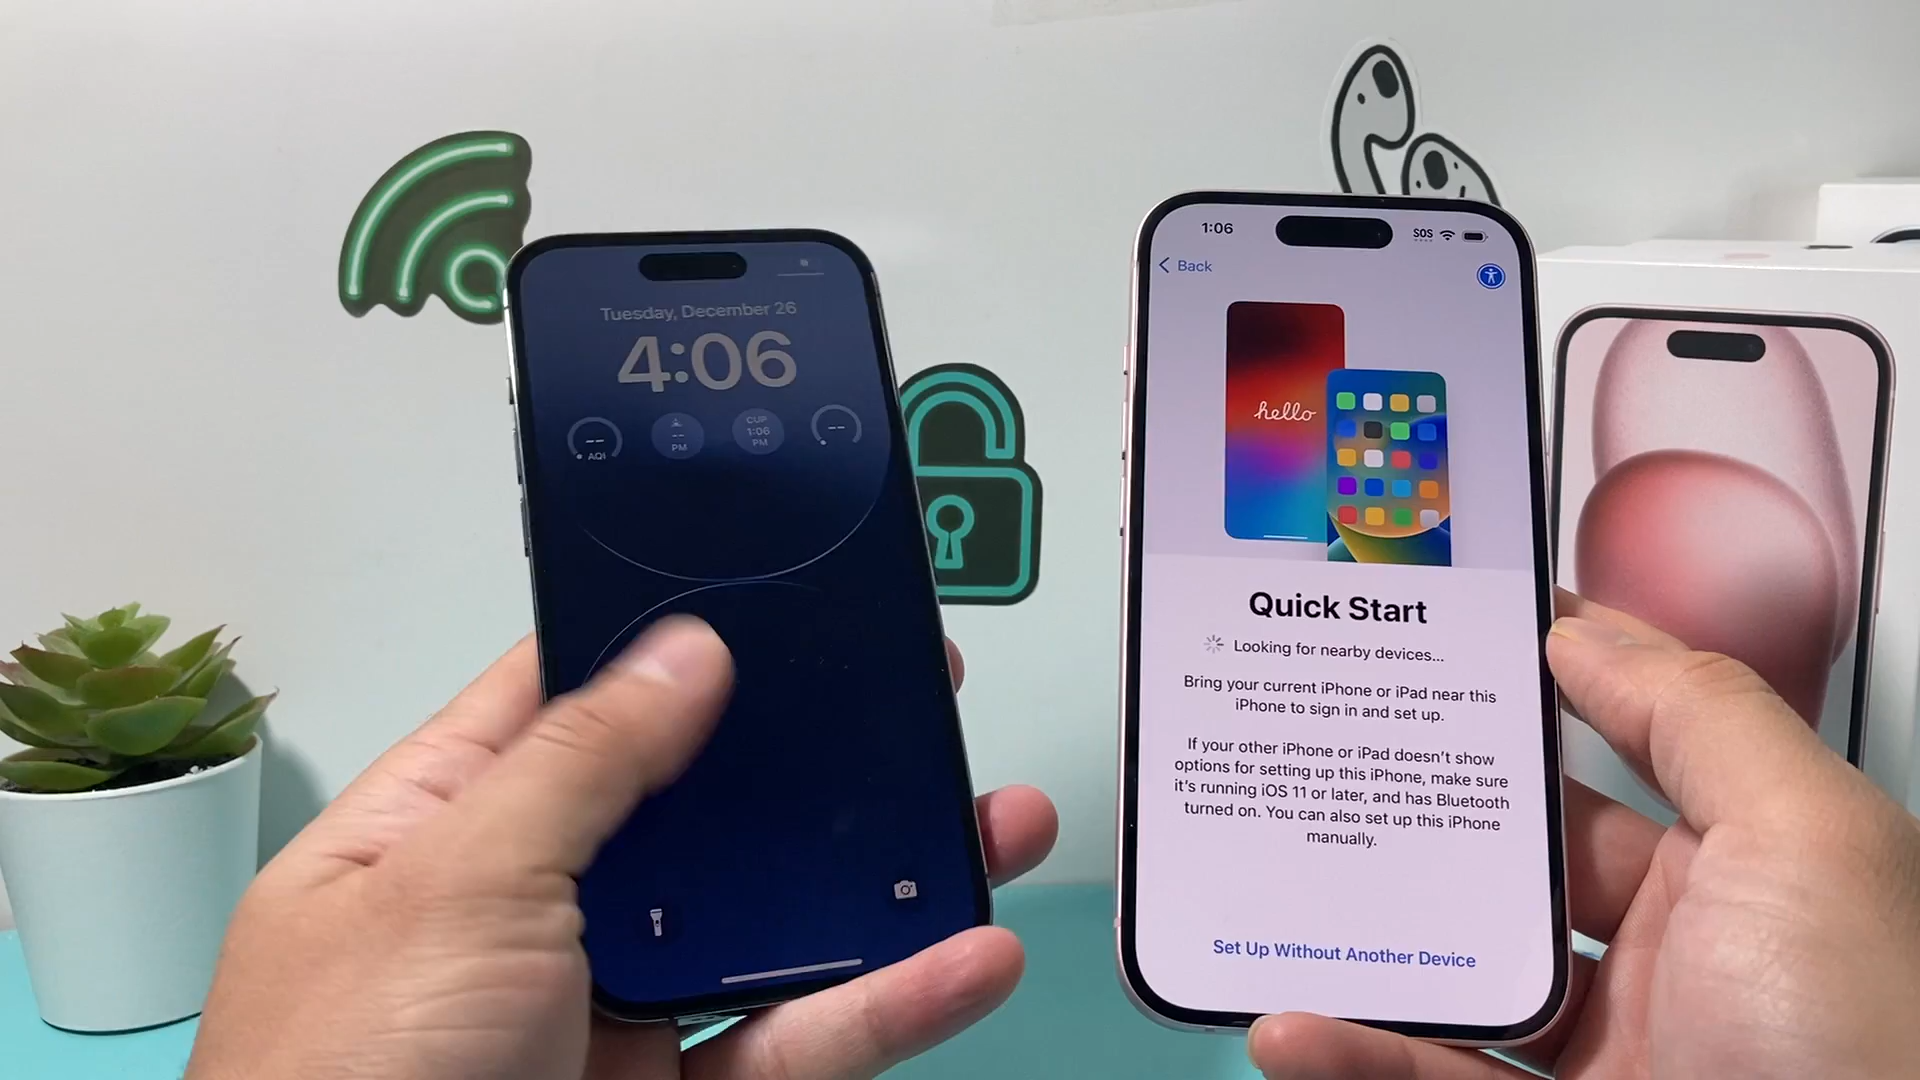 Tuesday, December 26
4:06
--
AQI
--
PM
CUP
1:06
PM
--
1:06
SOS
Back
hello
Quick Start
Looking for nearby devices...
Bring your current iPhone or iPad near this
iPhone to sign in and set up.
If your other iPhone or iPad doesn't show
options for setting up this iPhone, make sure
it's running iOS 11 or later, and has Bluetooth
turned on. You can also set up this iPhone
manually.
Set Up Without Another Device